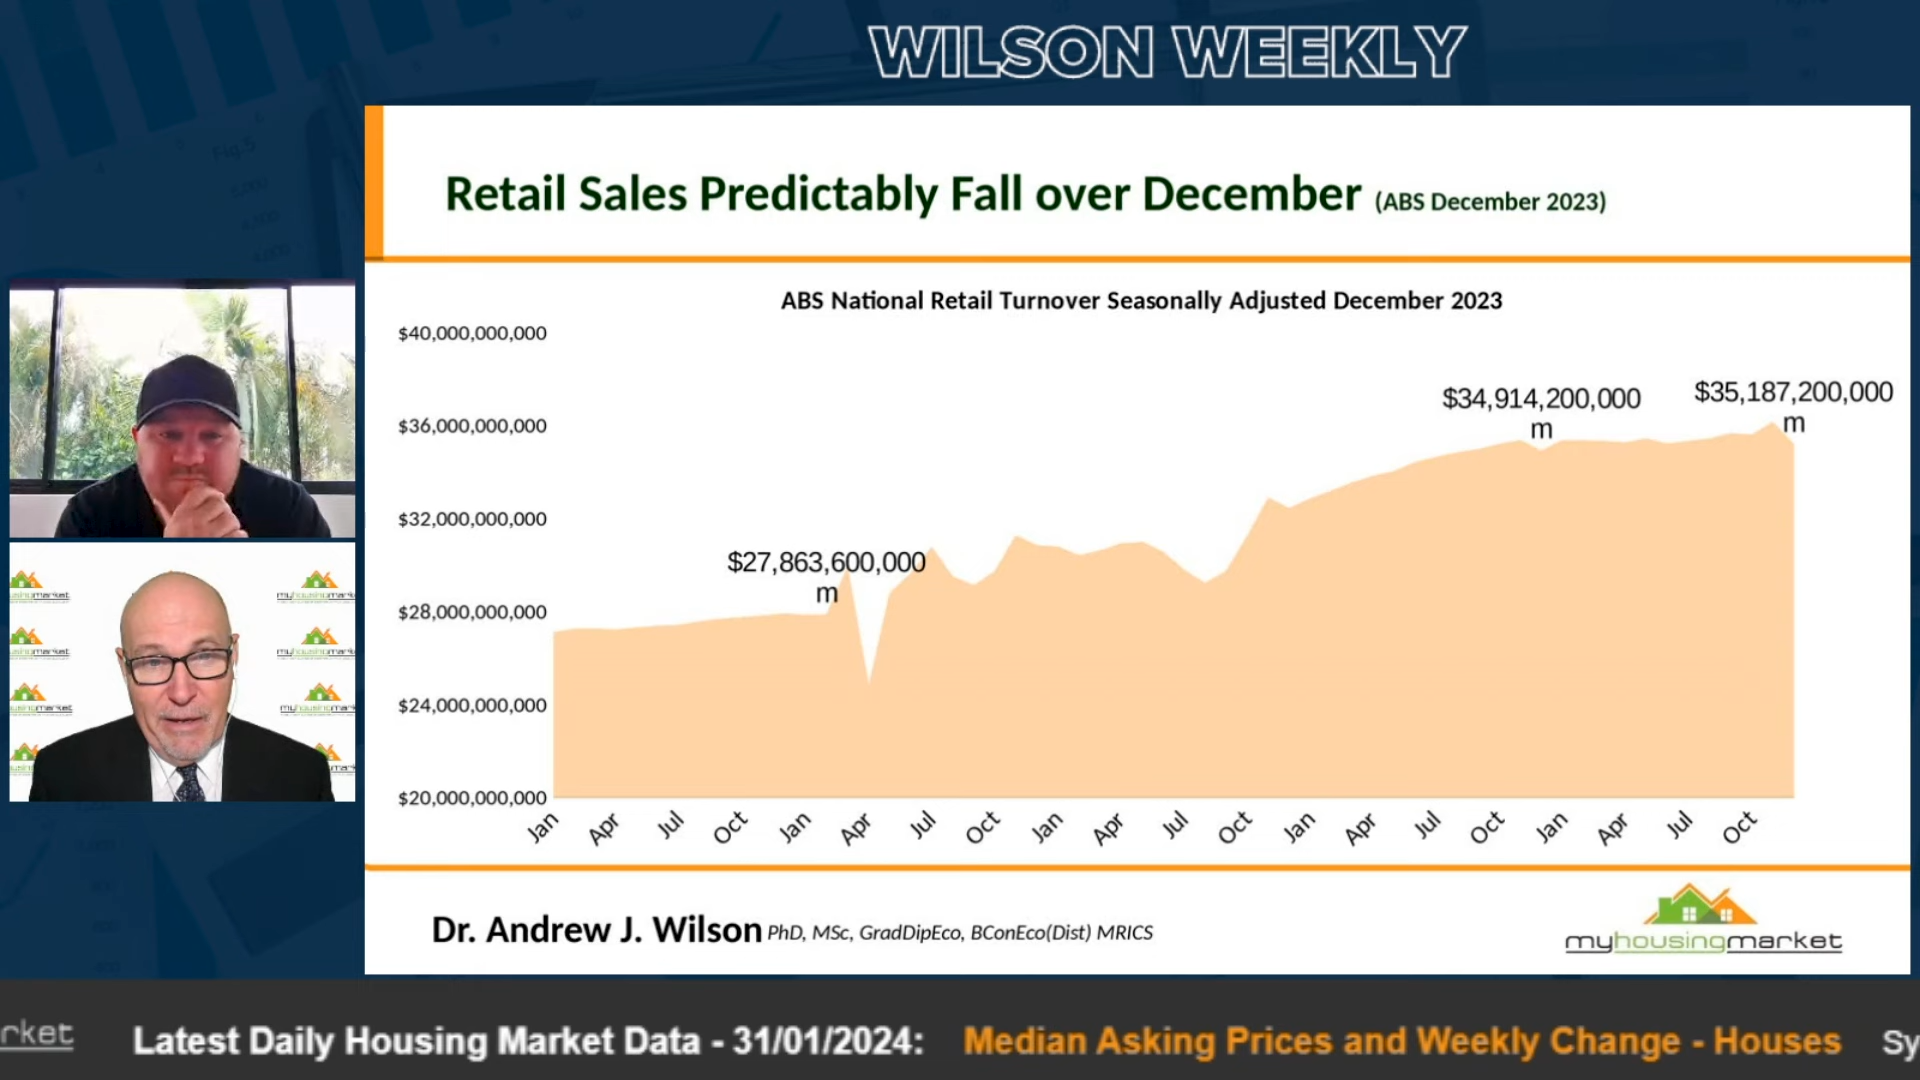 WILSON WEEKLY
Retail Sales Predictably Fall over December (ABS December 2023)
ABS National Retail Turnover Seasonally Adjusted December 2023
$40,000,000,000
$36,000,000,000
$32,000,000,000
$28,000,000,000
$24,000,000,000
$20,000,000,000
$27,863,600,000
m
$34,914,200,000
m
$35,187,200,000
m
Jan Apr Jul Oct Jan Apr Jul Oct Jan Apr Jul Oct Jan Apr Jul Oct Jan Apr Jul Oct
Dr. Andrew J. Wilson PhD, MSc, GradDipEco, BConEco(Dist) MRICS
myhousingmarket
rket Latest Daily Housing Market Data - 31/01/2024: Median Asking Prices and Weekly Change - Houses Sy